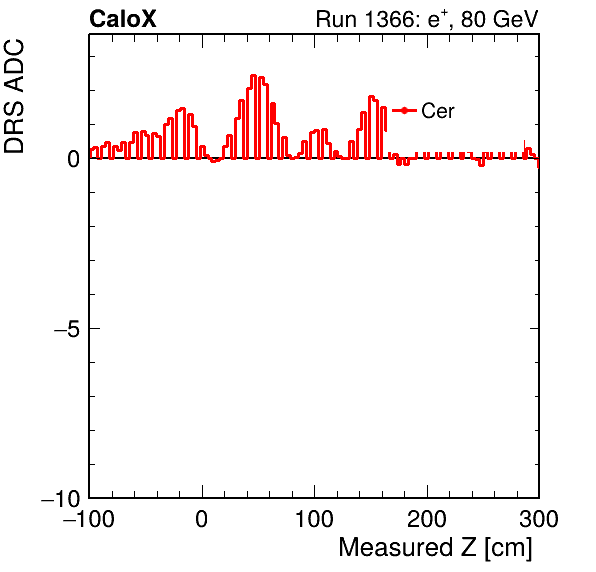 CaloX Run 1366: e⁺, 80 GeV
DRS ADC
Cer
0
−5
−10
−100 0 100 200 300
Measured Z [cm]